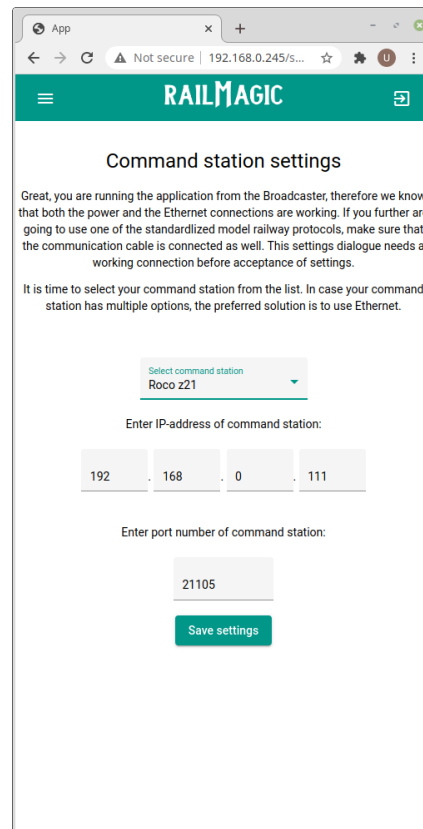 App
Not secure | 192.168.0.245/s...
U
RAILMAGIC
Command station settings
Great, you are running the application from the Broadcaster, therefore we know
that both the power and the Ethernet connections are working. If you further are
going to use one of the standardlized model railway protocols, make sure that
the communication cable is connected as well. This settings dialogue needs a
working connection before acceptance of settings.
It is time to select your command station from the list. In case your command
station has multiple options, the preferred solution is to use Ethernet.
Select command station
Roco z21
Enter IP-address of command station:
192 . 168 . 0 . 111
Enter port number of command station:
21105
Save settings